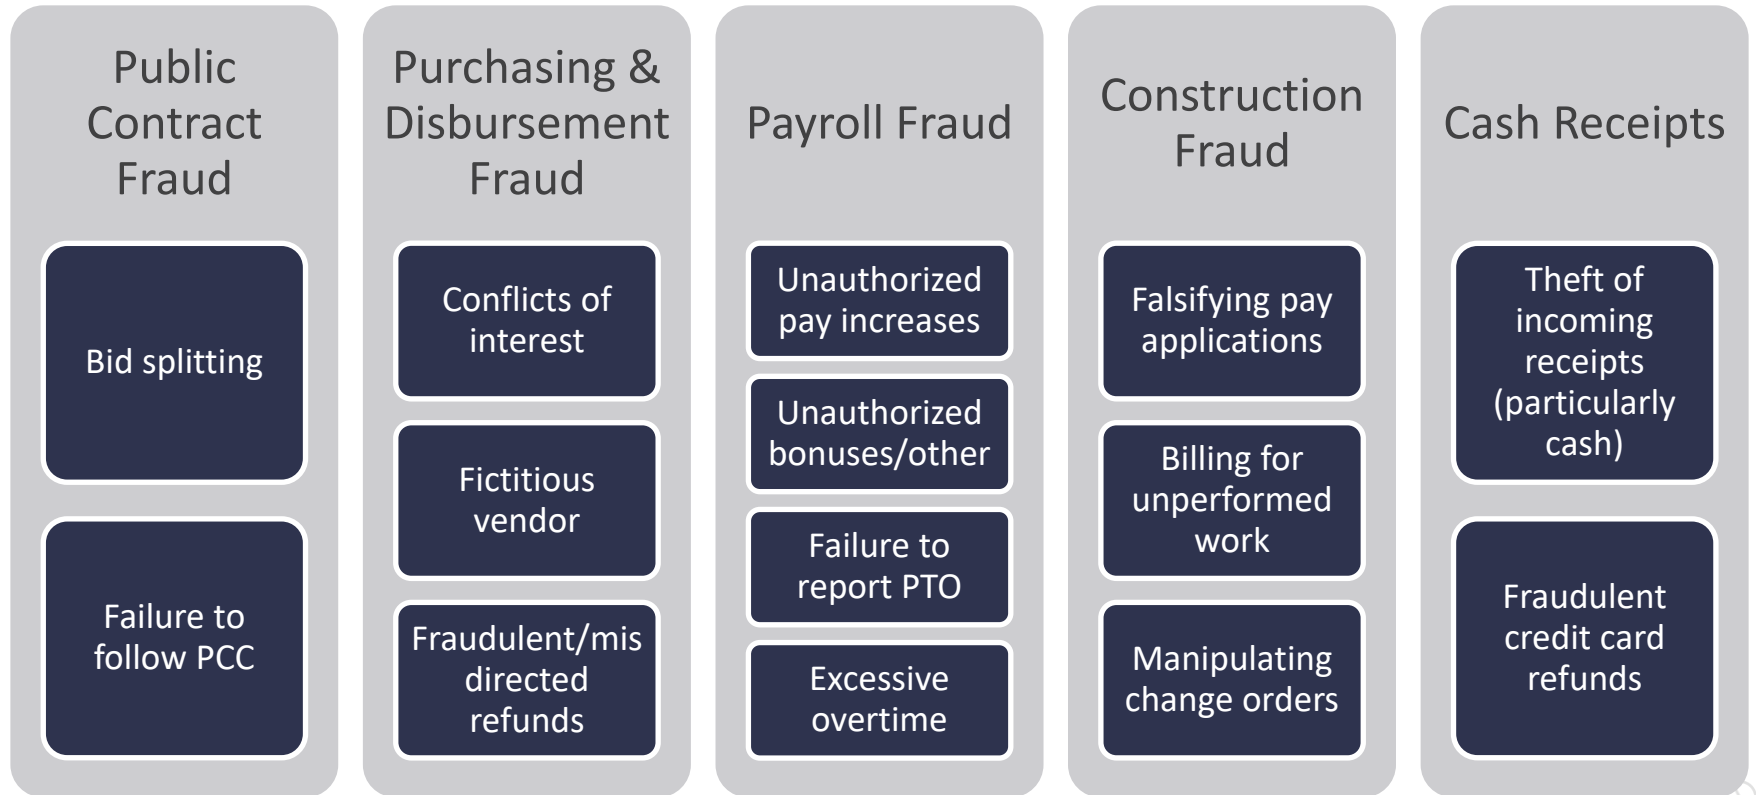 Public
Contract
Fraud
Bid splitting
Failure to
follow PCC
Purchasing &
Disbursement
Fraud
Conflicts of
interest
Fictitious
vendor
Fraudulent/mis
directed
refunds
Payroll Fraud
Unauthorized
pay increases
Unauthorized
bonuses/other
Failure to
report PTO
Excessive
overtime
Construction
Fraud
Falsifying pay
applications
Billing for
unperformed
work
Manipulating
change orders
Cash Receipts
Theft of
incoming
receipts
(particularly
cash)
Fraudulent
credit card
refunds